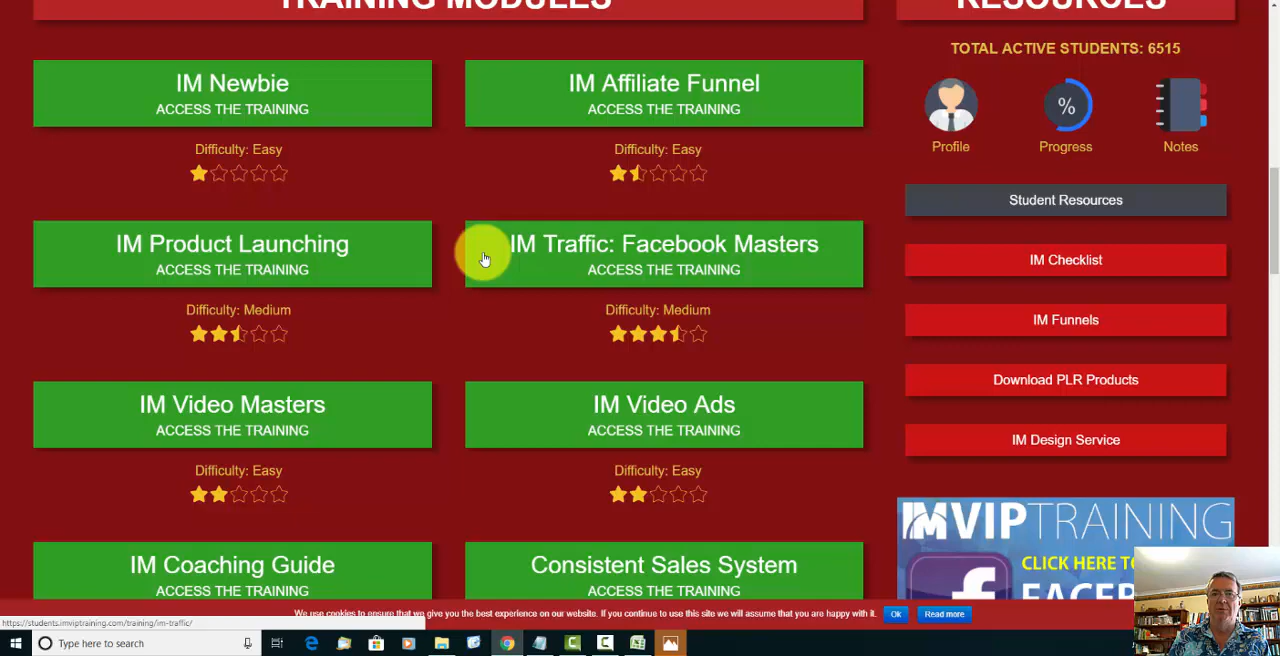 TRAINING MODULES
RESOURCES
IM Newbie
ACCESS THE TRAINING
Difficulty: Easy
IM Affiliate Funnel
ACCESS THE TRAINING
Difficulty: Easy
IM Product Launching
ACCESS THE TRAINING
Difficulty: Medium
IM Traffic: Facebook Masters
ACCESS THE TRAINING
Difficulty: Medium
IM Video Masters
ACCESS THE TRAINING
Difficulty: Easy
IM Video Ads
ACCESS THE TRAINING
Difficulty: Easy
IM Coaching Guide
ACCESS THE TRAINING
Consistent Sales System
ACCESS THE TRAINING
TOTAL ACTIVE STUDENTS: 6515
%
Profile
Progress
Notes
Student Resources
IM Checklist
IM Funnels
Download PLR Products
IM Design Service
IMVIPTRAINING
CLICK HERE TO
f
We use cookies to ensure that we give you the best experience on our website. If you continue to use this site we will assume that you are happy with it.
Ok
Read more
https://students.imviptraining.com/training/im-traffic/
Type here to search